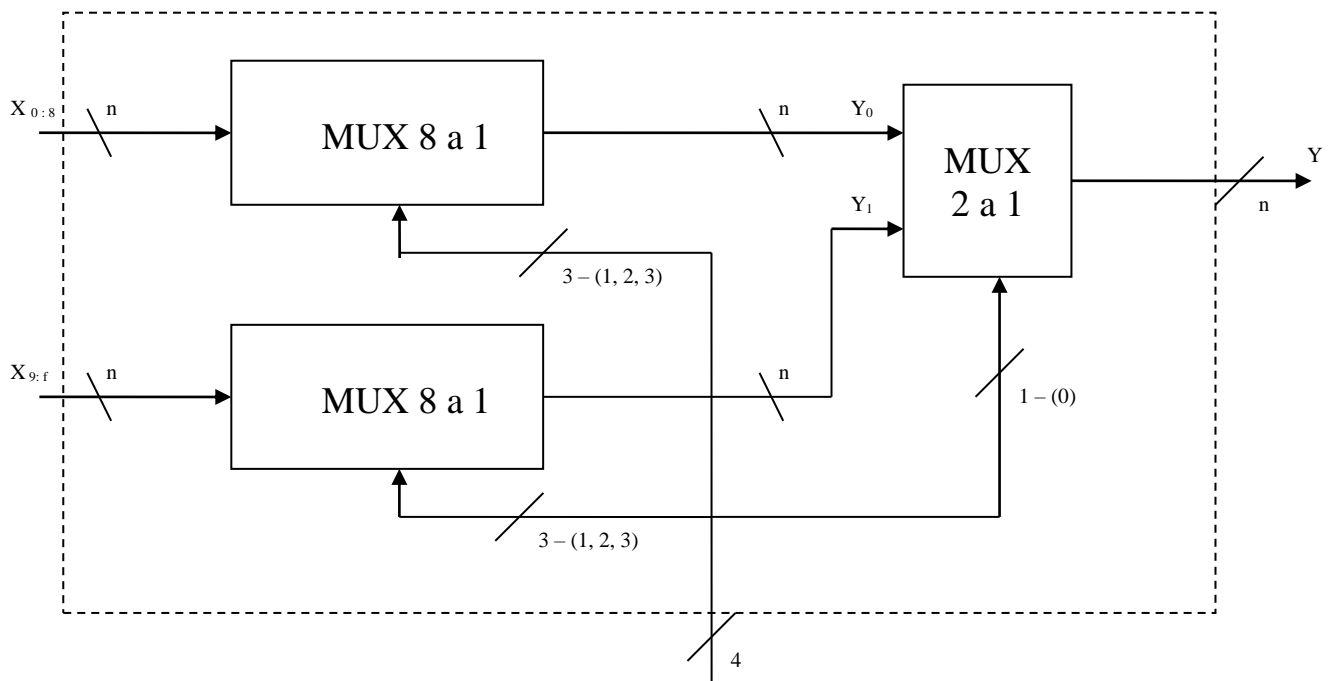 X 0 : 8
n
MUX 8 a 1
n
Y0
MUX
2 a 1
Y
n
Y1
3 – (1, 2, 3)
X 9: f
n
MUX 8 a 1
n
1 – (0)
3 – (1, 2, 3)
4